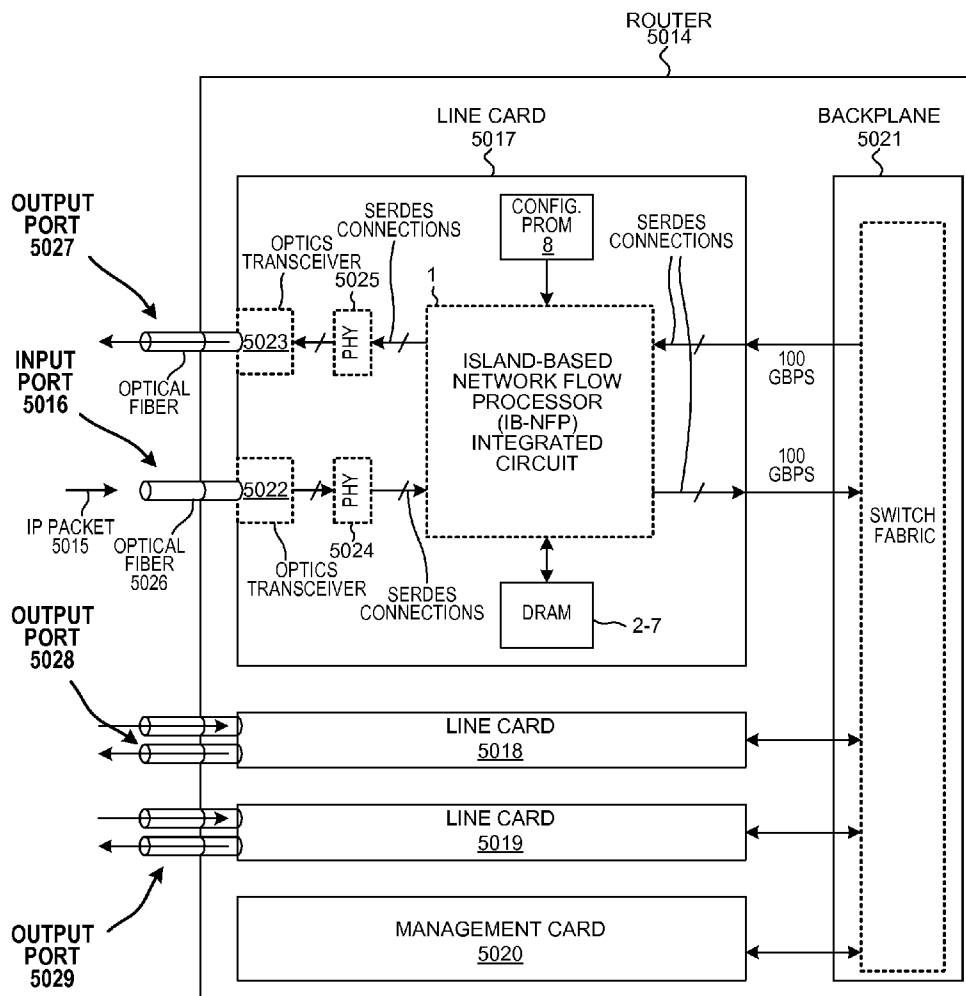 ROUTER
5014
LINE CARD
5017
BACKPLANE
5021
OUTPUT
PORT
5027
OPTICS
TRANSCEIVER
5025
SERDES
CONNECTIONS
CONFIG.
PROM
8
SERDES
CONNECTIONS
1
5023
PHY
OPTICAL
FIBER
INPUT
PORT
5016
ISLAND-BASED
NETWORK FLOW
PROCESSOR
(IB-NFP)
INTEGRATED
CIRCUIT
100
GBPS
100
GBPS
IP PACKET
5015
OPTICAL
FIBER
5026
5022
PHY
5024
OPTICS
TRANSCEIVER
SERDES
CONNECTIONS
DRAM
2-7
SWITCH
FABRIC
OUTPUT
PORT
5028
LINE CARD
5018
LINE CARD
5019
OUTPUT
PORT
5029
MANAGEMENT CARD
5020